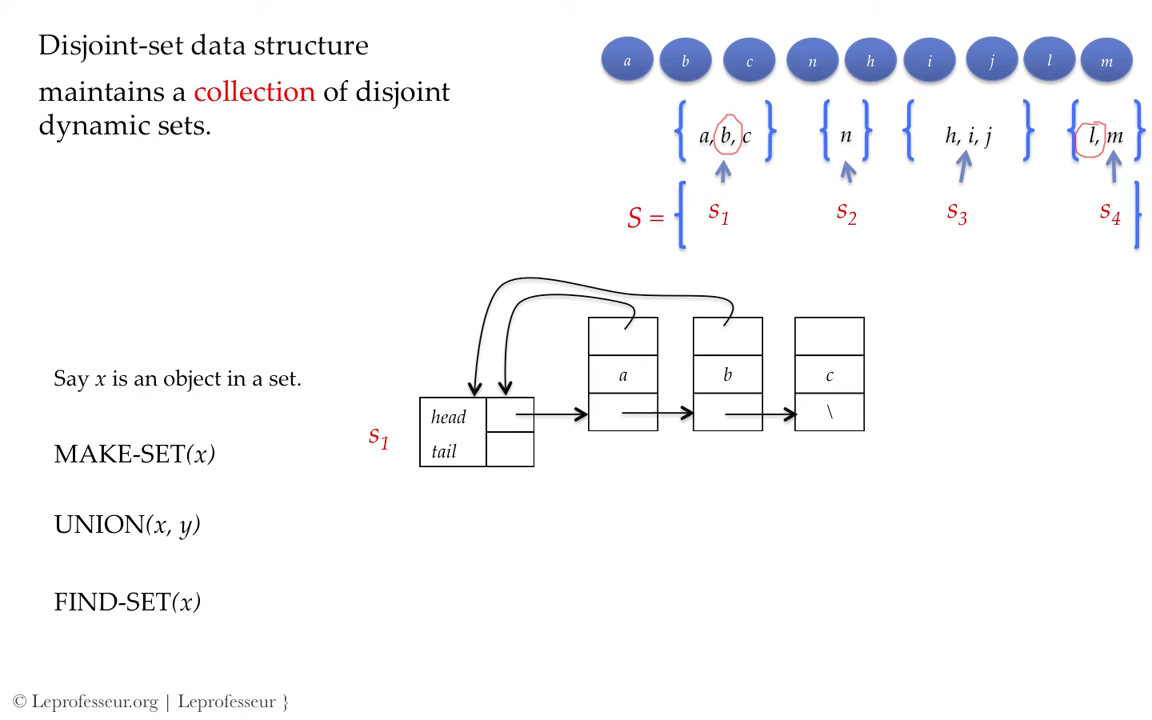 Disjoint-set data structure
maintains a collection of disjoint
dynamic sets.
a b c n h i j l m
{ a, b, c } { n } { h, i, j } { l, m }
S = { s1 s2 s3 s4 }
a b c
Say x is an object in a set.
head \
s1
tail
MAKE-SET(x)
UNION(x, y)
FIND-SET(x)
© Leprofesseur.org | Leprofesseur }